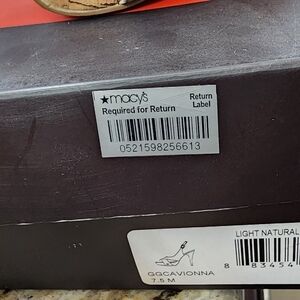 ★macy's Return
Required for Return Label
0521598256613
LIGHT NATURAL
8 83454
GGCAVIONNA
7.5 M